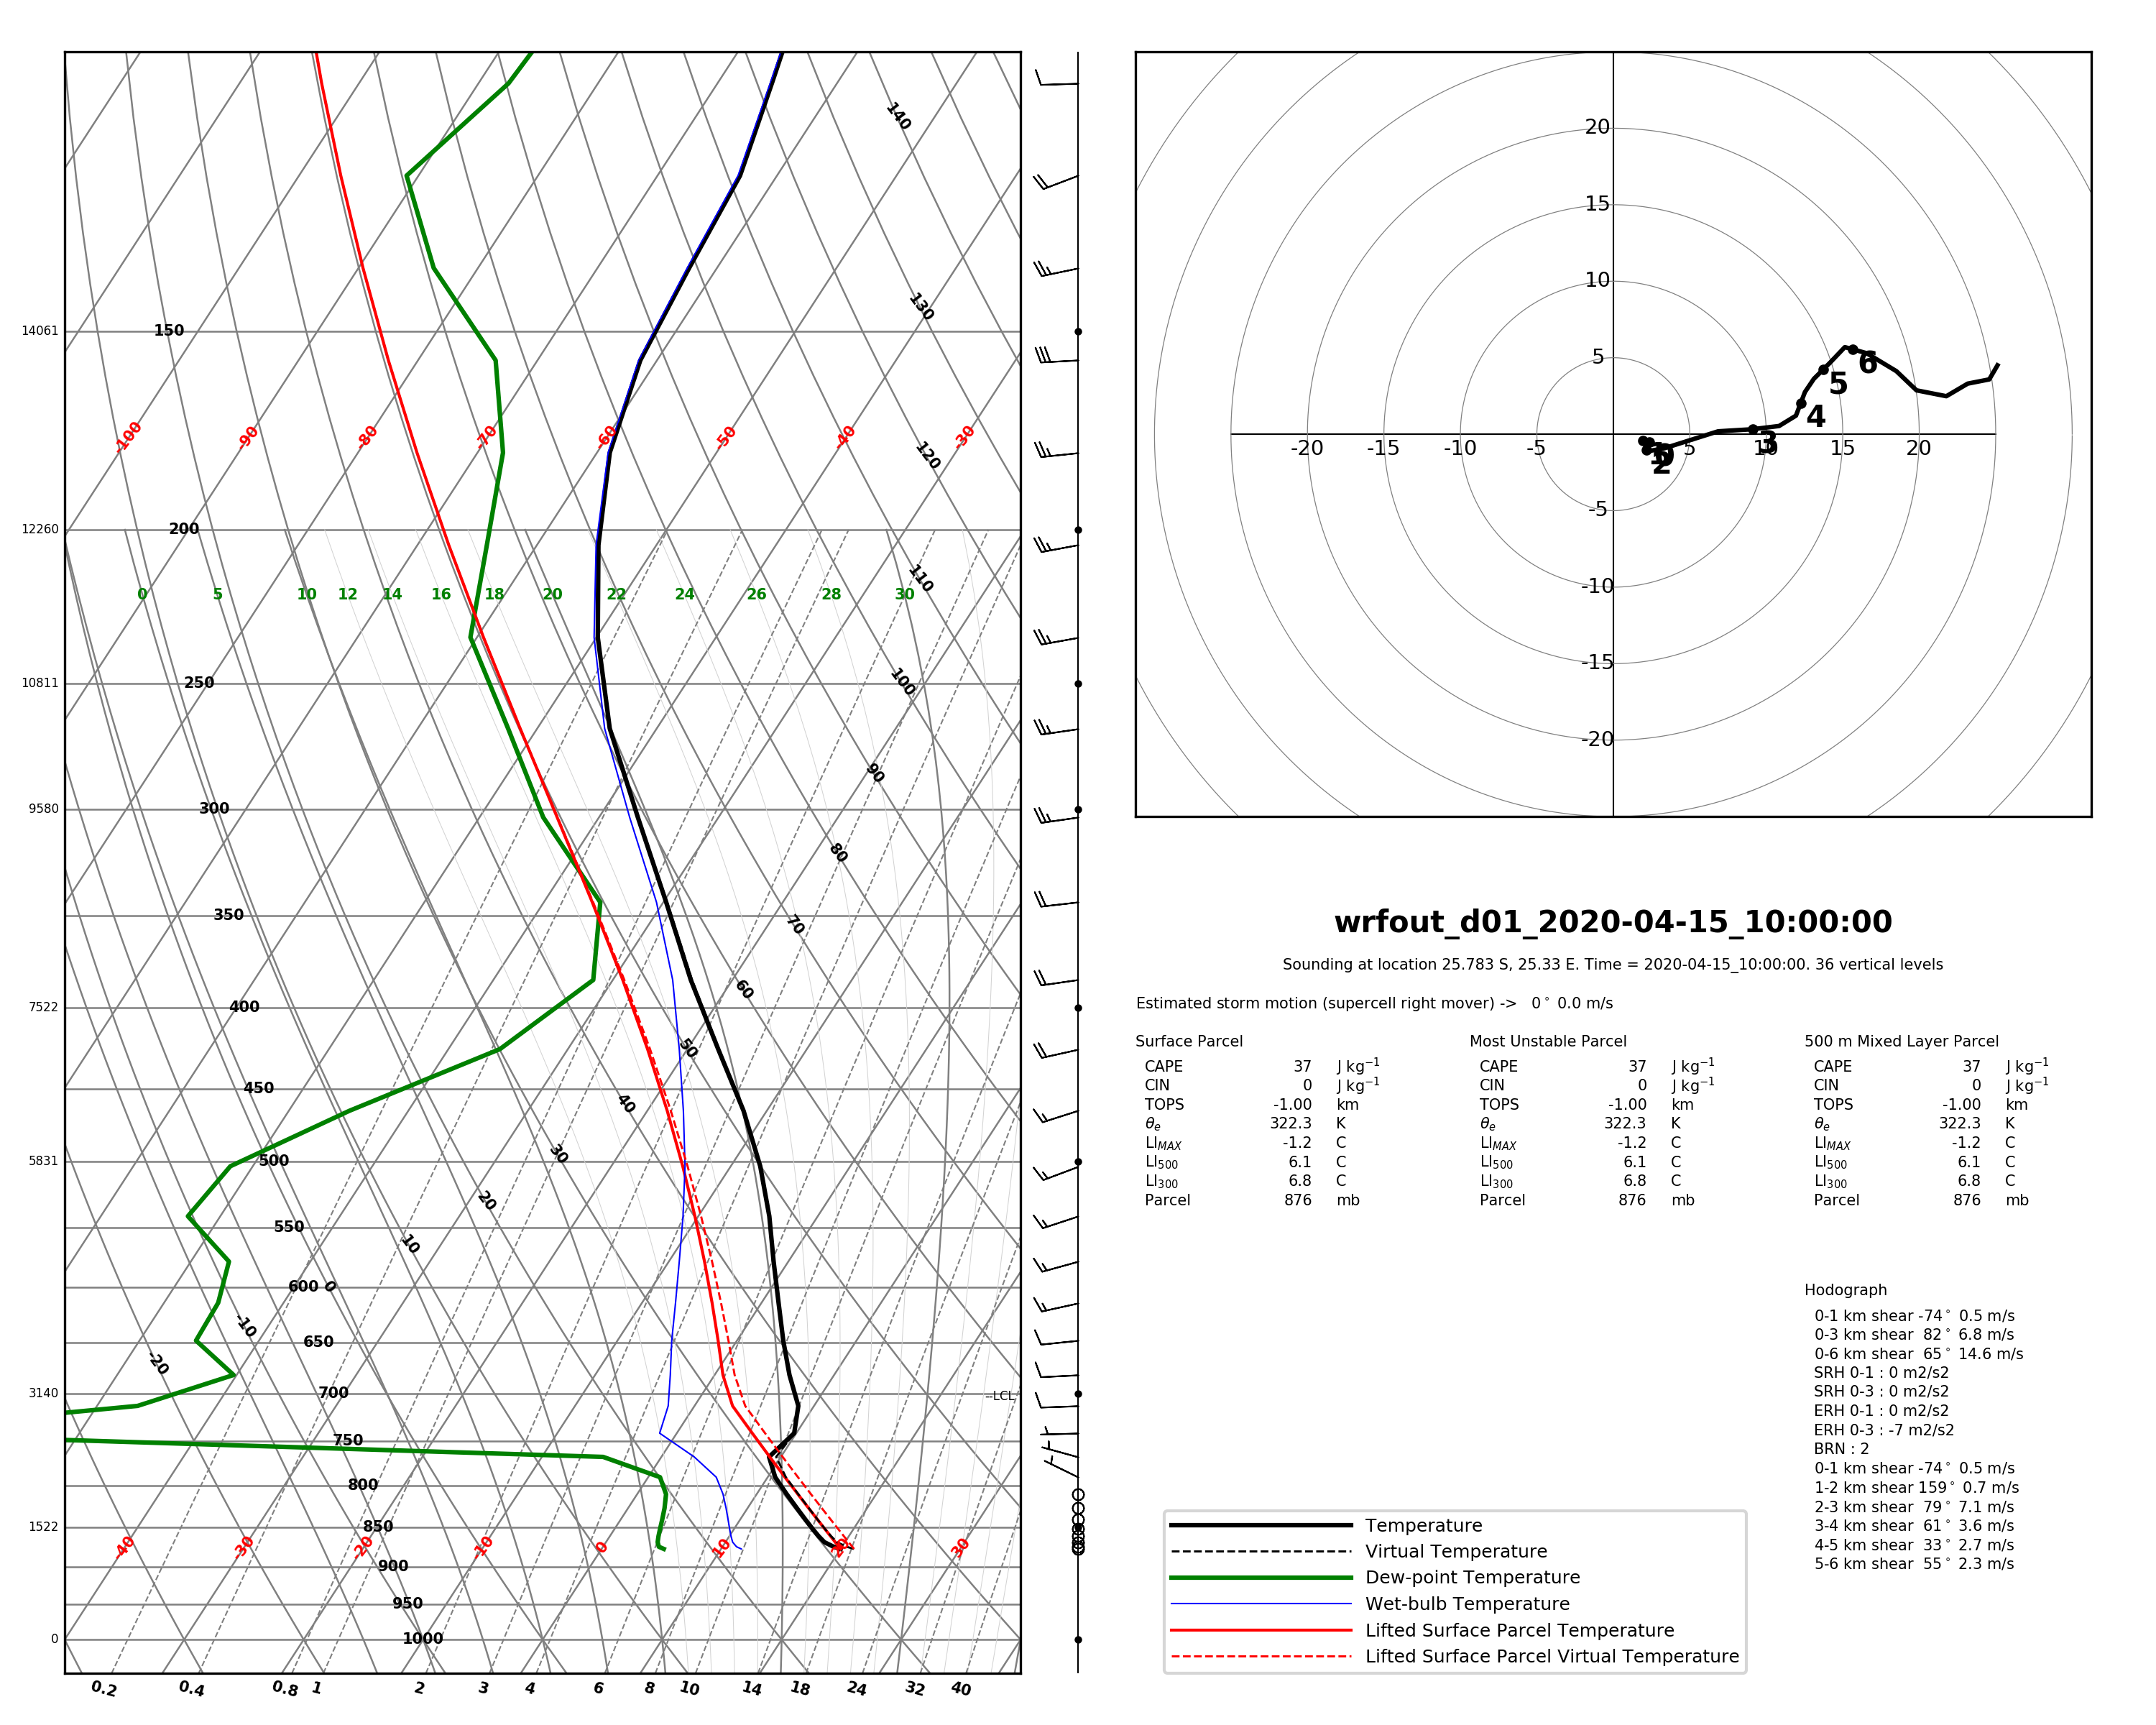 140
130
14061 150
-100 -90 -80 -70 -60 -50 -40 -30
120
12260 200
110
0 5 10 12 14 16 18 20 22 24 26 28 30
10811 250
100
90
9580 300
80
350
70
60
7522 400
50
450
40
5831 500
30
20
550
10
600 0
650
-10
-20
3140 700
--LCL
750
800
1522 850
-40 -30 -20 -10 0 10 20 30
900
950
0 1000
0.2 0.4 0.8 1 2 3 4 6 8 10 14 18 24 32 40
20
15
10
5
-20 -15 -10 -5 5 10 15 20
-5
-10
-15
-20
2 3 4 5 6
wrfout_d01_2020-04-15_10:00:00
Sounding at location 25.783 S, 25.33 E. Time = 2020-04-15_10:00:00. 36 vertical levels
Estimated storm motion (supercell right mover) -> 0° 0.0 m/s
Surface Parcel
CAPE 37 J kg⁻¹
CIN 0 J kg⁻¹
TOPS -1.00 km
θe 322.3 K
LIMAX -1.2 C
LI500 6.1 C
LI300 6.8 C
Parcel 876 mb
Most Unstable Parcel
CAPE 37 J kg⁻¹
CIN 0 J kg⁻¹
TOPS -1.00 km
θe 322.3 K
LIMAX -1.2 C
LI500 6.1 C
LI300 6.8 C
Parcel 876 mb
500 m Mixed Layer Parcel
CAPE 37 J kg⁻¹
CIN 0 J kg⁻¹
TOPS -1.00 km
θe 322.3 K
LIMAX -1.2 C
LI500 6.1 C
LI300 6.8 C
Parcel 876 mb
Hodograph
0-1 km shear -74° 0.5 m/s
0-3 km shear 82° 6.8 m/s
0-6 km shear 65° 14.6 m/s
SRH 0-1 : 0 m2/s2
SRH 0-3 : 0 m2/s2
ERH 0-1 : 0 m2/s2
ERH 0-3 : -7 m2/s2
BRN : 2
0-1 km shear -74° 0.5 m/s
1-2 km shear 159° 0.7 m/s
2-3 km shear 79° 7.1 m/s
3-4 km shear 61° 3.6 m/s
4-5 km shear 33° 2.7 m/s
5-6 km shear 55° 2.3 m/s
Temperature
Virtual Temperature
Dew-point Temperature
Wet-bulb Temperature
Lifted Surface Parcel Temperature
Lifted Surface Parcel Virtual Temperature